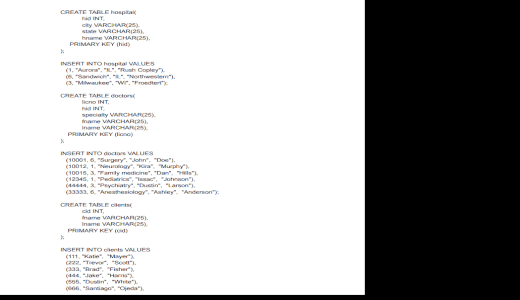 CREATE TABLE hospital(
hid INT,
city VARCHAR(25),
state VARCHAR(25),
hname VARCHAR(25),
PRIMARY KEY (hid)
);
INSERT INTO hospital VALUES
(1, "Aurora", "IL", "Rush Copley"),
(6, "Sandwich", "IL", "Northwestern"),
(3, "Milwaukee", "WI", "Froedtert");
CREATE TABLE doctors(
licno INT,
hid INT,
specialty VARCHAR(25),
fname VARCHAR(25),
lname VARCHAR(25),
PRIMARY KEY (licno)
);
INSERT INTO doctors VALUES
(10001, 6, "Surgery", "John", "Doe"),
(10012, 1, "Neurology", "Kira", "Murphy"),
(10015, 3, "Family medicine", "Dan", "Hills"),
(12345, 1, "Pediatrics", "Issac", "Johnson"),
(44444, 3, "Psychiatry", "Dustin", "Larson"),
(33333, 6, "Anesthesiology", "Ashley", "Anderson");
CREATE TABLE clients(
cid INT,
fname VARCHAR(25),
lname VARCHAR(25),
PRIMARY KEY (cid)
);
INSERT INTO clients VALUES
(111, "Katie", "Mayer"),
(222, "Trevor", "Scott"),
(333, "Brad", "Fisher"),
(444, "Jake", "Harris"),
(555, "Dustin", "White"),
(666, "Santiago", "Ojeda"),